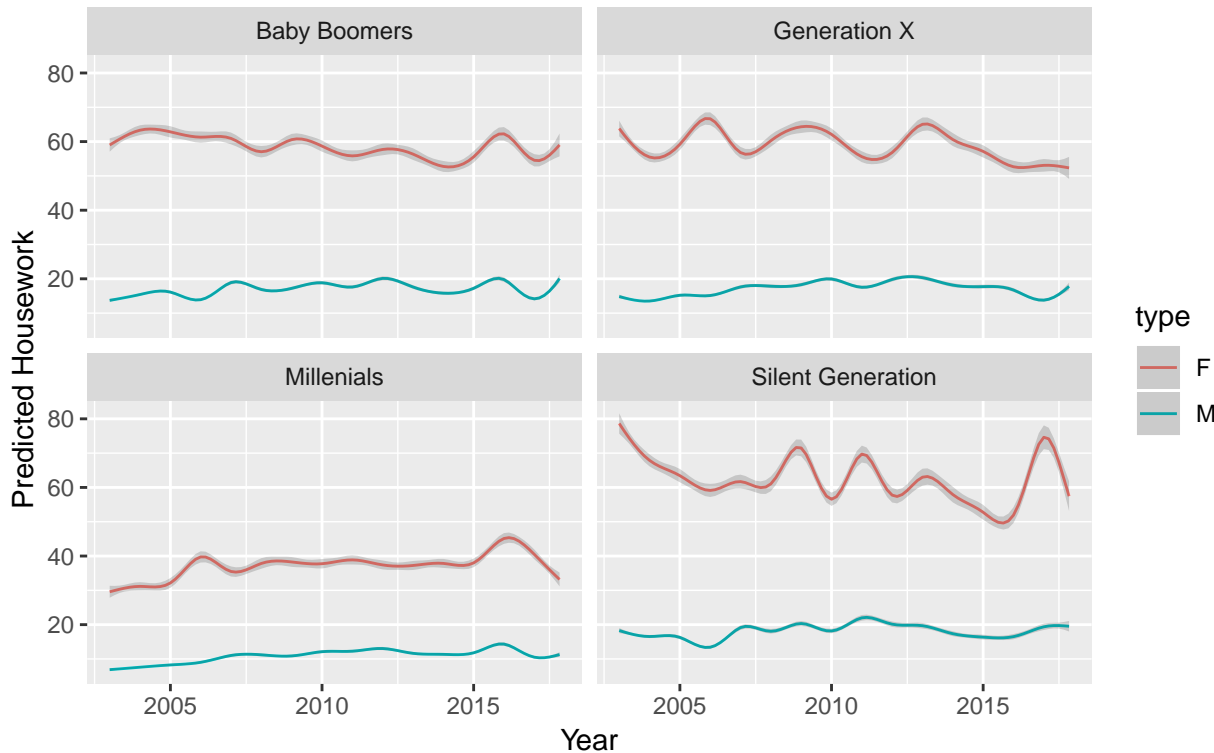 Baby Boomers
Generation X
80
60
40
20
Millenials
Silent Generation
80
60
40
20
2005
2010
2015
2005
2010
2015
Year
Predicted Housework
type
F
M